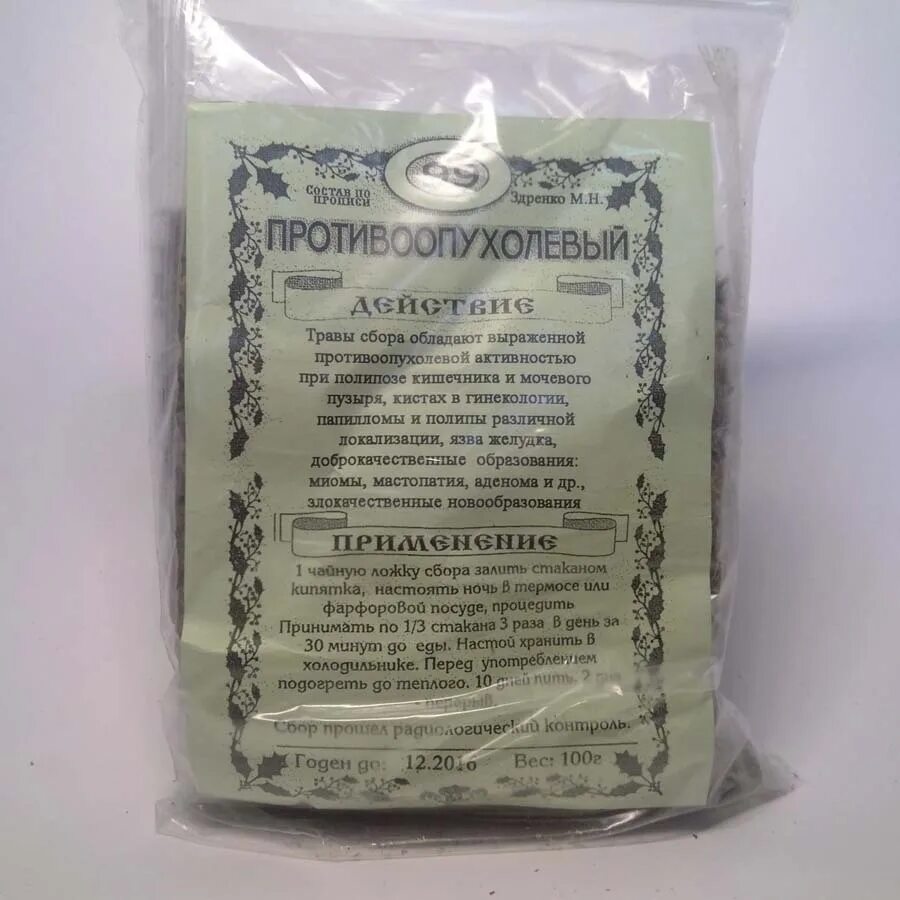 89
Состав по
прописи
Здренко М.Н.
ПРОТИВООПУХОЛЕВЫЙ
ДЕЙСТВИЕ
Травы сбора обладают выраженной
противоопухолевой активностью
при полипозе кишечника и мочевого
пузыря, кистах в гинекологии,
папилломы и полипы различной
локализации, язва желудка,
доброкачественные образования:
миомы, мастопатия, аденома и др.,
злокачественные новообразования
ПРИМЕНЕНИЕ
1 чайную ложку сбора залить стаканом
кипятка, настоять ночь в термосе или
фарфоровой посуде, процедить
Принимать по 1/3 стакана 3 раза в день за
30 минут до еды. Настой хранить в
холодильнике. Перед употреблением
подогреть до теплого. 10 дней пить, 2 дня
- перерыв.
Сбор прошел радиологический контроль.
Годен до: 12.2016 Вес: 100г